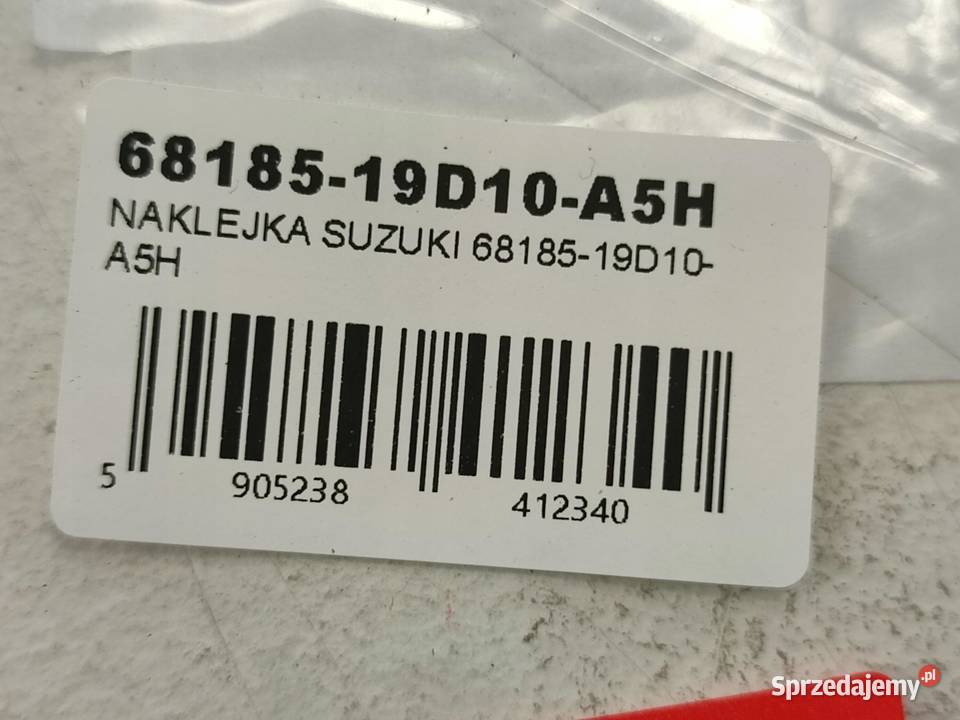 68185-19D10-A5H
NAKLEJKA SUZUKI 68185-19D10-
A5H
5 905238 412340
Sprzedajemy.pl